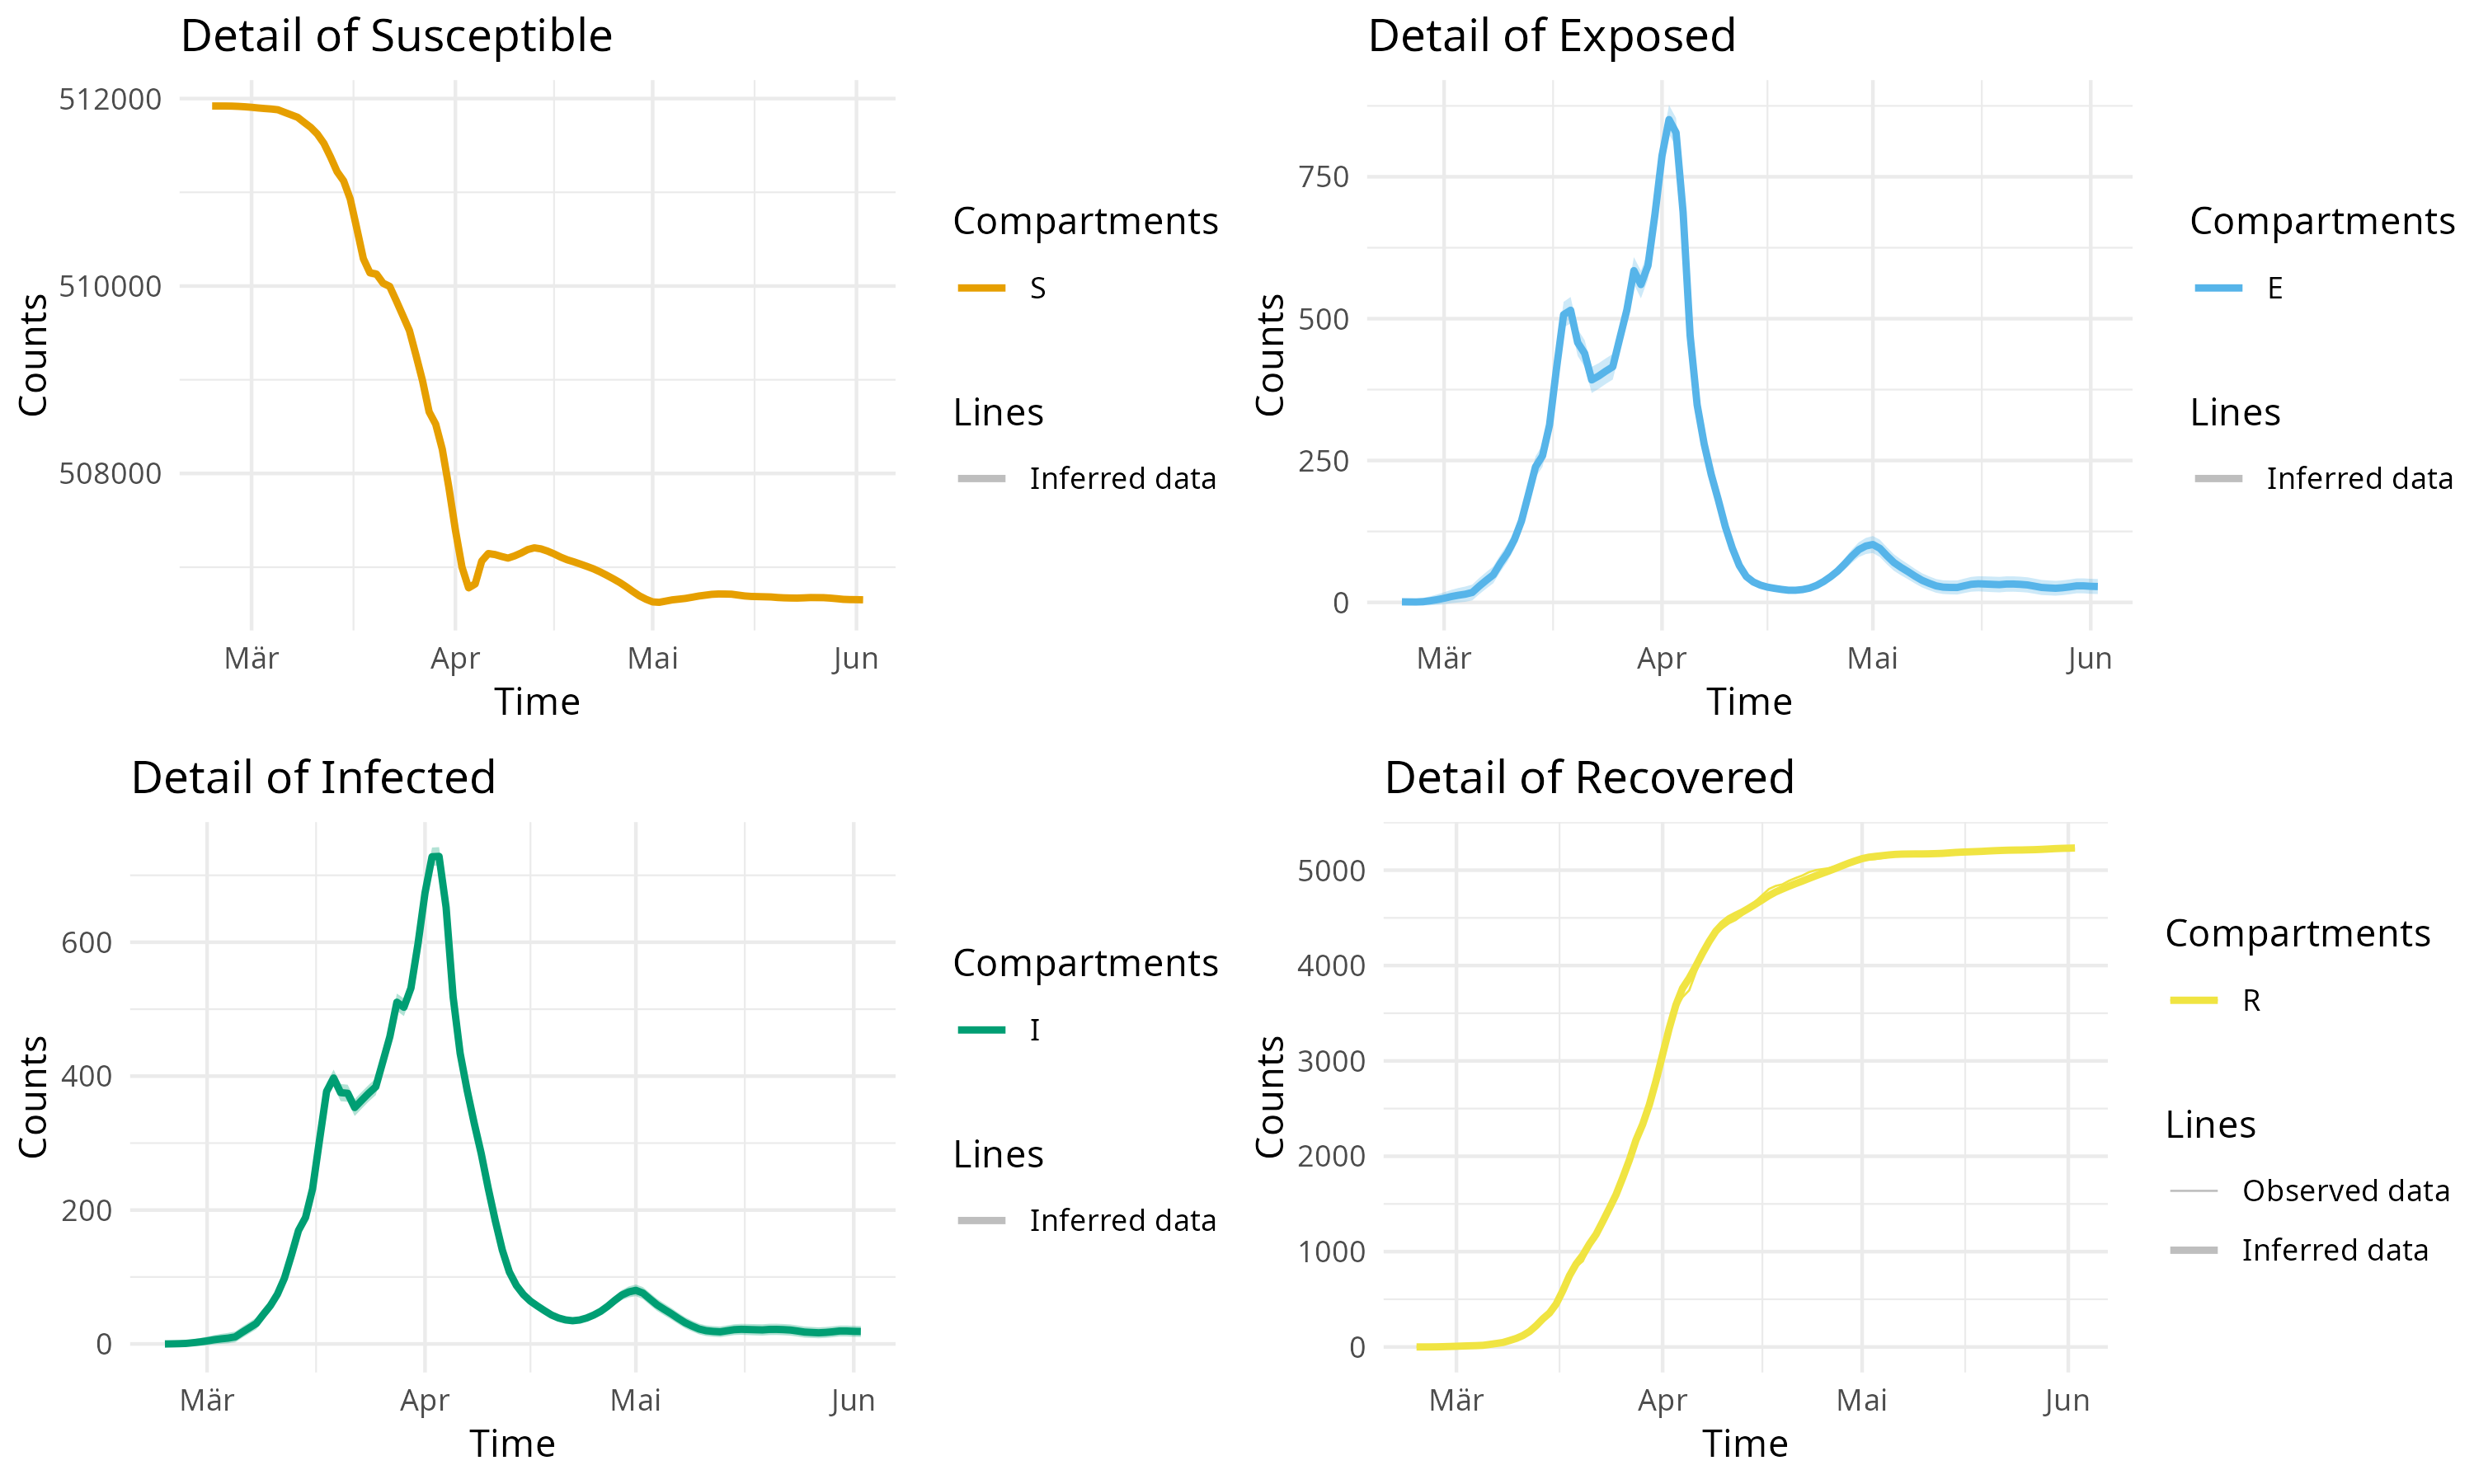 Detail of Susceptible
Counts
512000
510000
508000
Mär Apr Mai Jun
Time
Compartments
S
Lines
Inferred data
Detail of Exposed
Counts
750
500
250
0
Mär Apr Mai Jun
Time
Compartments
E
Lines
Inferred data
Detail of Infected
Counts
600
400
200
0
Mär Apr Mai Jun
Time
Compartments
I
Lines
Inferred data
Detail of Recovered
Counts
5000
4000
3000
2000
1000
0
Mär Apr Mai Jun
Time
Compartments
R
Lines
Observed data
Inferred data